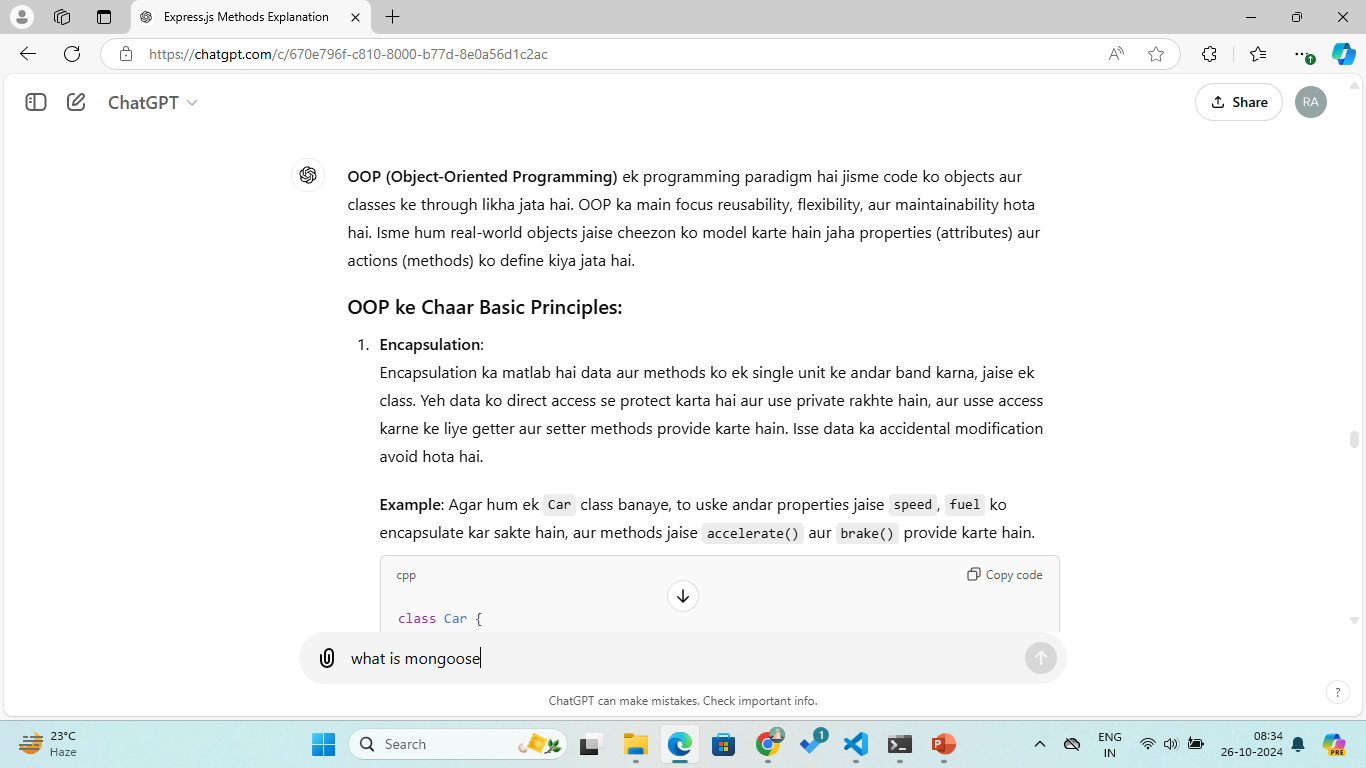 Express.js Methods Explanation
https://chatgpt.com/c/670e796f-c810-8000-b77d-8e0a56d1c2ac
ChatGPT
Share
RA
OOP (Object-Oriented Programming) ek programming paradigm hai jisme code ko objects aur
classes ke through likha jata hai. OOP ka main focus reusability, flexibility, aur maintainability hota
hai. Isme hum real-world objects jaise cheezon ko model karte hain jaha properties (attributes) aur
actions (methods) ko define kiya jata hai.
OOP ke Chaar Basic Principles:
1. Encapsulation:
Encapsulation ka matlab hai data aur methods ko ek single unit ke andar band karna, jaise ek
class. Yeh data ko direct access se protect karta hai aur use private rakhte hain, aur usse access
karne ke liye getter aur setter methods provide karte hain. Isse data ka accidental modification
avoid hota hai.
Example: Agar hum ek Car class banaye, to uske andar properties jaise speed, fuel ko
encapsulate kar sakte hain, aur methods jaise accelerate() aur brake() provide karte hain.
cpp
Copy code
class Car {
what is mongoose
ChatGPT can make mistakes. Check important info.
?
23°C
Haze
Search
1
ENG
IN
08:34
26-10-2024
PRE